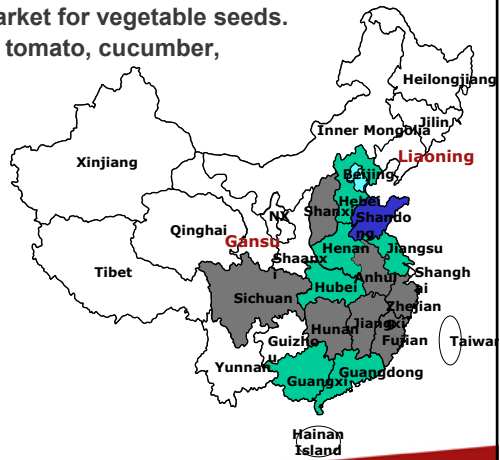 arket for vegetable seeds.
tomato, cucumber,
Heilongjiang
Jilin
Inner Mongolia
Liaoning
Xinjiang
Beijing
Hebei
NX
Shanxi
Shando
ng
Qinghai
Gansu
Henan
Jiangsu
Shaanx
i
Tibet
Anhui
Shangh
ai
Hubei
Sichuan
Zhejian
g
Hunan
Jiangxi
Guizho
u
Fujian
Taiwan
Yunnan
Guangdong
Guangxi
Hainan
Island